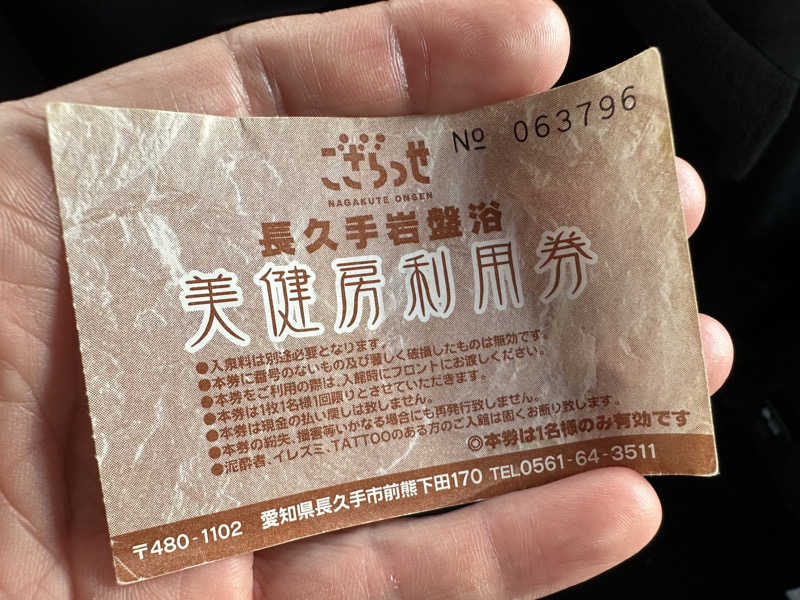 № 063796
ござらっせ
NAGAKUTE ONSEN
長久手岩盤浴
美健房利用券
●入泉料は別途必要となります。
●本券に番号のないもの及び著しく破損したものは無効です。
●本券をご利用の際は、入館時にフロントにお渡しください。
●本券は1枚1名様1回限りとさせていただきます。
●本券は現金の払い戻しは致しません。
●本券の紛失、損害等いかなる場合にも再発行致しません。
●泥酔者、イレズミ、TATTOOのある方のご入館は固くお断り致します。
◎本券は1名様のみ有効です
〒480-1102 愛知県長久手市前熊下田170 TEL0561-64-3511